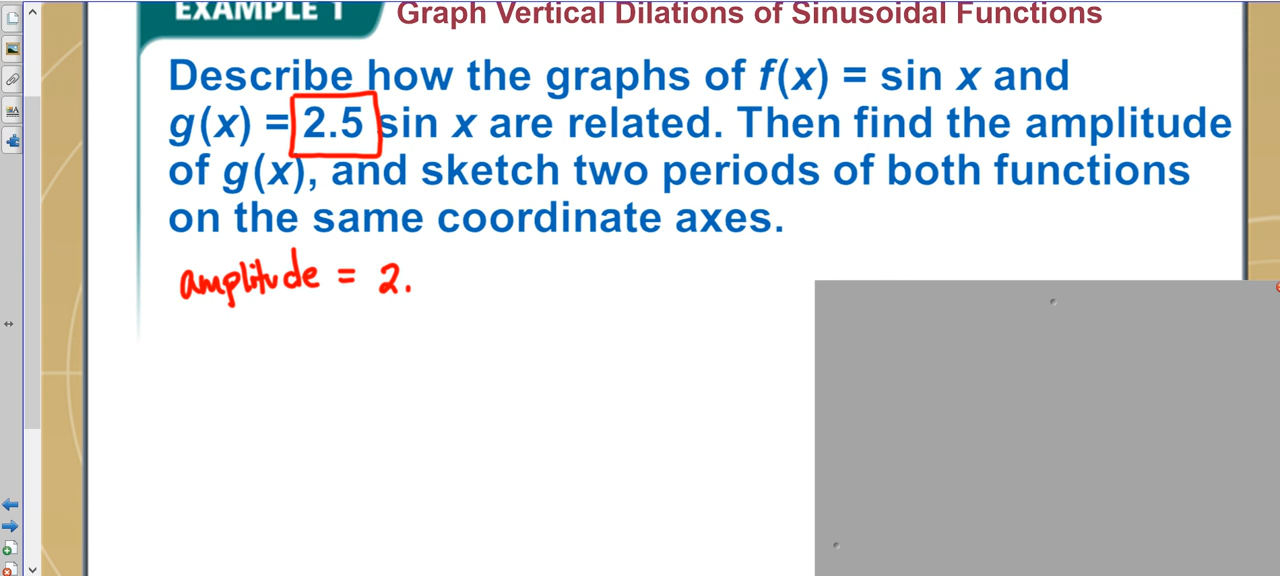 EXAMPLE 1
Graph Vertical Dilations of Sinusoidal Functions
Describe how the graphs of f(x) = sin x and
g(x) = 2.5 sin x are related. Then find the amplitude
of g(x), and sketch two periods of both functions
on the same coordinate axes.
amplitude = 2.